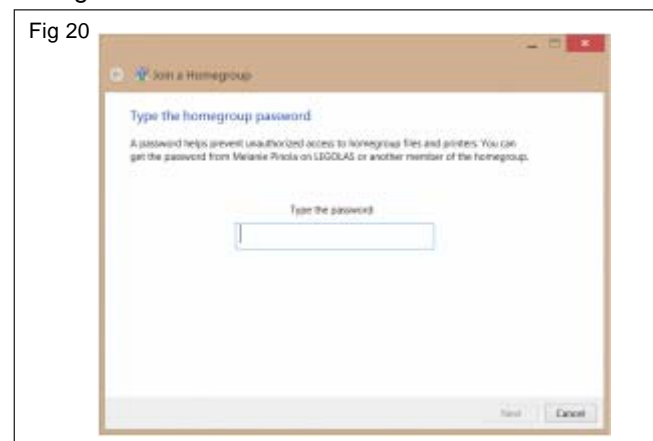 Fig 20
Join a Homegroup
Type the homegroup password
A password helps prevent unauthorized access to homegroup files and printers. You can
get the password from Melanie Pinola on LEGOLAS or another member of the homegroup.
Type the password:
Next
Cancel